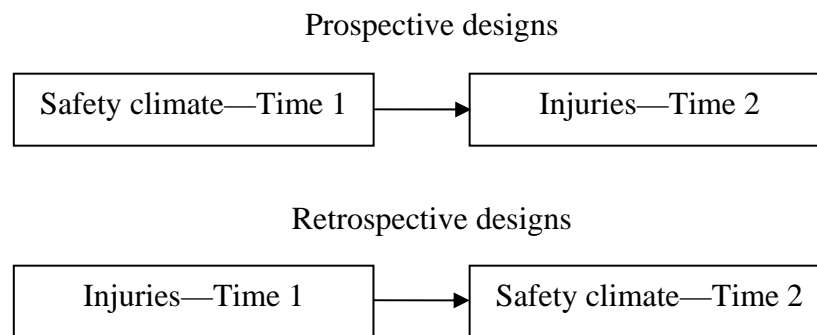 Prospective designs
Safety climate—Time 1
Injuries—Time 2
Retrospective designs
Injuries—Time 1
Safety climate—Time 2